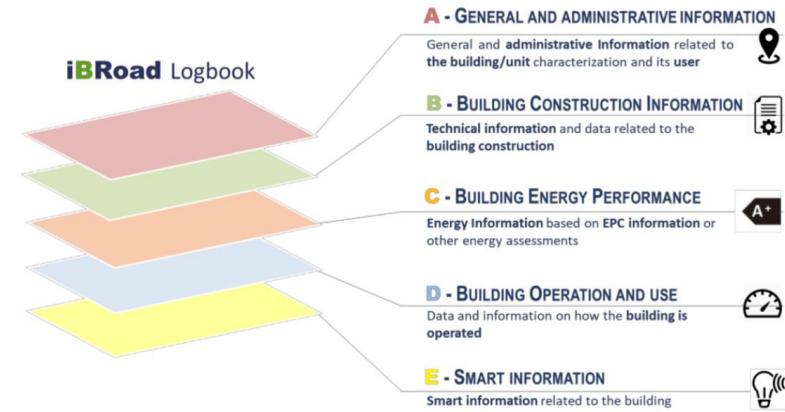 A - GENERAL AND ADMINISTRATIVE INFORMATION
General and administrative Information related to
the building/unit characterization and its user
iBRoad Logbook
B - BUILDING CONSTRUCTION INFORMATION
Technical information and data related to the
building construction
C - BUILDING ENERGY PERFORMANCE
A+
Energy Information based on EPC information or
other energy assessments
D - BUILDING OPERATION AND USE
Data and information on how the building is
operated
E - SMART INFORMATION
Smart information related to the building